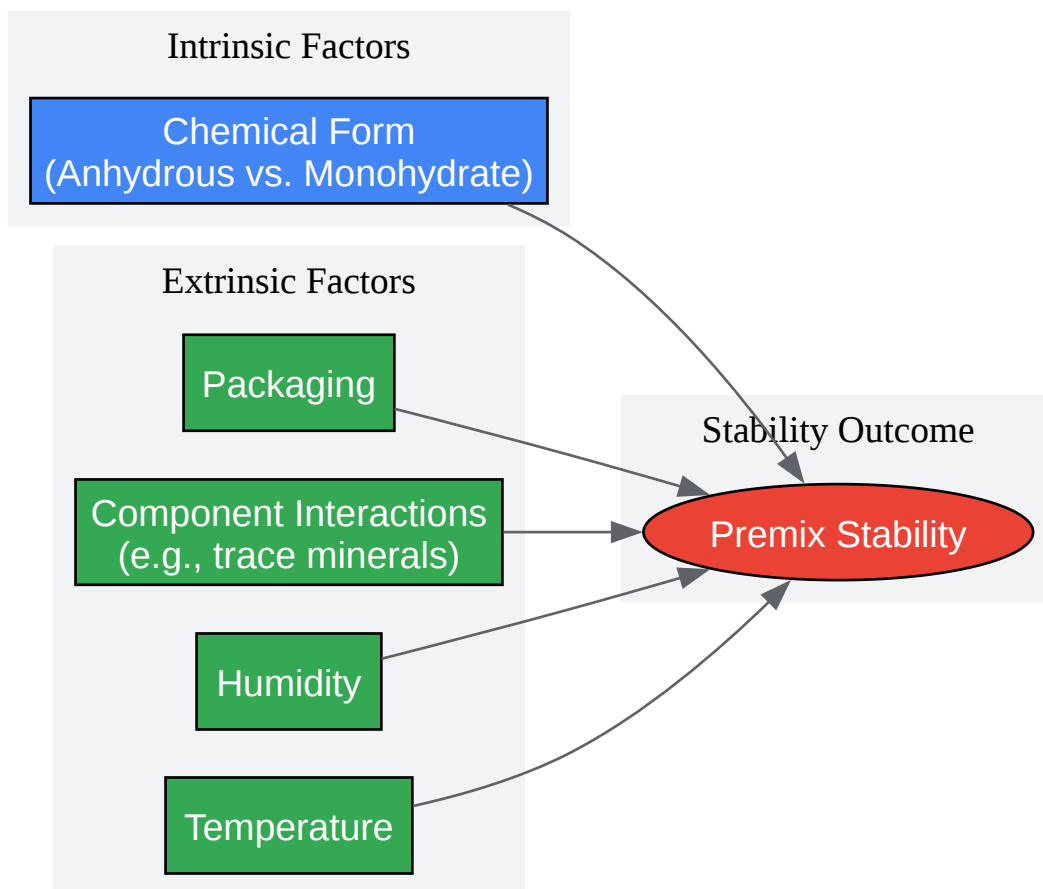 Intrinsic Factors
Chemical Form
(Anhydrous vs. Monohydrate)
Extrinsic Factors
Packaging
Component Interactions
(e.g., trace minerals)
Humidity
Temperature
Stability Outcome
Premix Stability